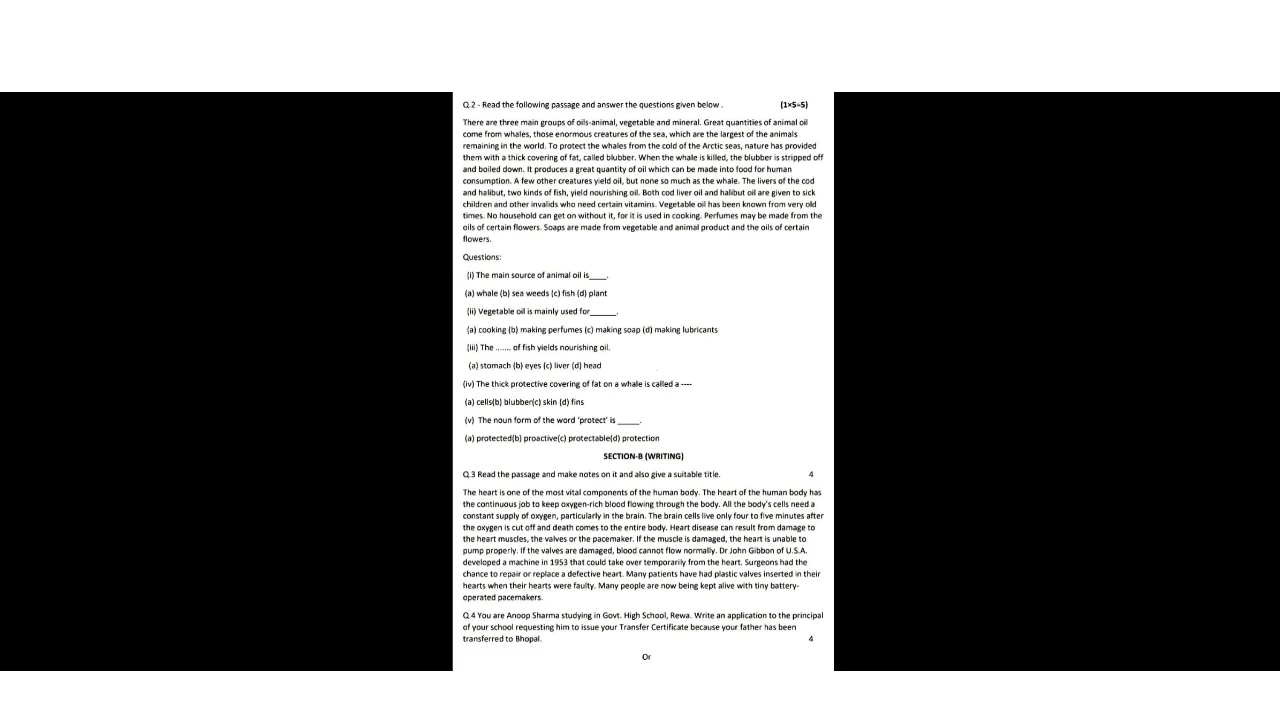 Q.2 - Read the following passage and answer the questions given below . (1×5=5)
There are three main groups of oils-animal, vegetable and mineral. Great quantities of animal oil
come from whales, those enormous creatures of the sea, which are the largest of the animals
remaining in the world. To protect the whales from the cold of the Arctic seas, nature has provided
them with a thick covering of fat, called blubber. When the whale is killed, the blubber is stripped off
and boiled down. It produces a great quantity of oil which can be made into food for human
consumption. A few other creatures yield oil, but none so much as the whale. The livers of the cod
and halibut, two kinds of fish, yield nourishing oil. Both cod liver oil and halibut oil are given to sick
children and other invalids who need certain vitamins. Vegetable oil has been known from very old
times. No household can get on without it, for it is used in cooking. Perfumes may be made from the
oils of certain flowers. Soaps are made from vegetable and animal product and the oils of certain
flowers.
Questions:
(i) The main source of animal oil is____.
(a) whale (b) sea weeds (c) fish (d) plant
(ii) Vegetable oil is mainly used for______.
(a) cooking (b) making perfumes (c) making soap (d) making lubricants
(iii) The ....... of fish yields nourishing oil.
(a) stomach (b) eyes (c) liver (d) head
(iv) The thick protective covering of fat on a whale is called a ----
(a) cells(b) blubber(c) skin (d) fins
(v) The noun form of the word 'protect' is _____.
(a) protected(b) proactive(c) protectable(d) protection
SECTION-B (WRITING)
Q.3 Read the passage and make notes on it and also give a suitable title. 4
The heart is one of the most vital components of the human body. The heart of the human body has
the continuous job to keep oxygen-rich blood flowing through the body. All the body's cells need a
constant supply of oxygen, particularly in the brain. The brain cells live only four to five minutes after
the oxygen is cut off and death comes to the entire body. Heart disease can result from damage to
the heart muscles, the valves or the pacemaker. If the muscle is damaged, the heart is unable to
pump properly. If the valves are damaged, blood cannot flow normally. Dr John Gibbon of U.S.A.
developed a machine in 1953 that could take over temporarily from the heart. Surgeons had the
chance to repair or replace a defective heart. Many patients have had plastic valves inserted in their
hearts when their hearts were faulty. Many people are now being kept alive with tiny battery-
operated pacemakers.
Q.4 You are Anoop Sharma studying in Govt. High School, Rewa. Write an application to the principal
of your school requesting him to issue your Transfer Certificate because your father has been
transferred to Bhopal. 4
Or